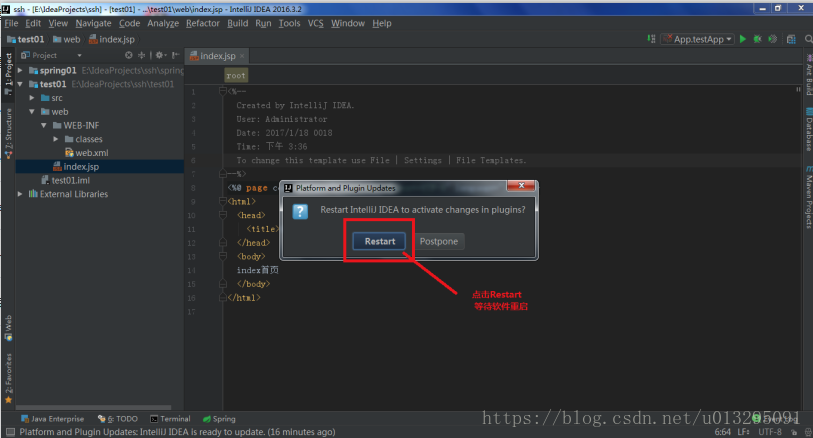 ssh - [E:\IdeaProjects\ssh] - [test01] - ...\test01\web\index.jsp - IntelliJ IDEA 2016.3.2
File Edit View Navigate Code Analyze Refactor Build Run Tools VCS Window Help
test01 web index.jsp
App.testApp
Project
index.jsp
1: Project
spring01 E:\IdeaProjects\ssh\spring
test01 E:\IdeaProjects\ssh\test01
src
web
WEB-INF
classes
web.xml
index.jsp
test01.iml
External Libraries
Z: Structure
Web
2: Favorites
root
1 <%--
2 Created by IntelliJ IDEA.
3 User: Administrator
4 Date: 2017/1/18 0018
5 Time: 下午 3:36
6 To change this template use File | Settings | File Templates.
7 --%>
8 <%@ page co
9 <html>
10 <head>
11 <title>
12 </head>
13 <body>
14 index首页
15 </body>
16 </html>
17
Platform and Plugin Updates
Restart IntelliJ IDEA to activate changes in plugins?
Restart
Postpone
点击Restart
等待软件重启
Ant Build
Database
Maven Projects
Java Enterprise 6: TODO Terminal Spring
https://blog.csdn.net/u013295091
Platform and Plugin Updates: IntelliJ IDEA is ready to update. (16 minutes ago)
6:64 LF÷ UTF-8